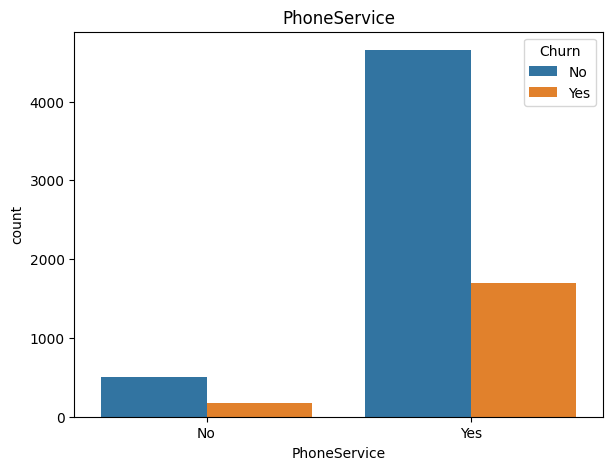 PhoneService
Churn
No
Yes
4000
3000
2000
1000
0
count
No Yes
PhoneService